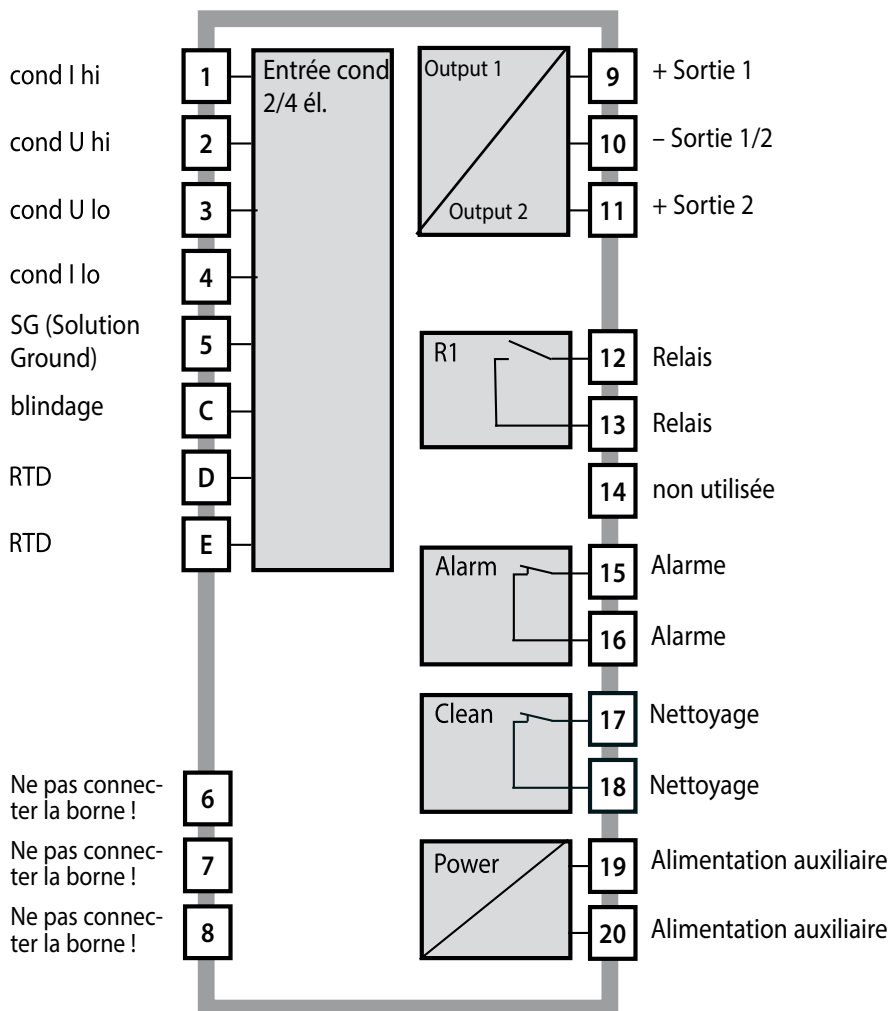 cond I hi
1
Entrée cond
2/4 él.
cond U hi
2
cond U lo
3
cond I lo
4
SG (Solution
Ground)
5
blindage
C
RTD
D
RTD
E
Ne pas connec-
ter la borne !
6
Ne pas connec-
ter la borne !
7
Ne pas connec-
ter la borne !
8
Output 1
Output 2
9
+ Sortie 1
10
– Sortie 1/2
11
+ Sortie 2
R1
12
Relais
13
Relais
14
non utilisée
Alarm
15
Alarme
16
Alarme
Clean
17
Nettoyage
18
Nettoyage
Power
19
Alimentation auxiliaire
20
Alimentation auxiliaire